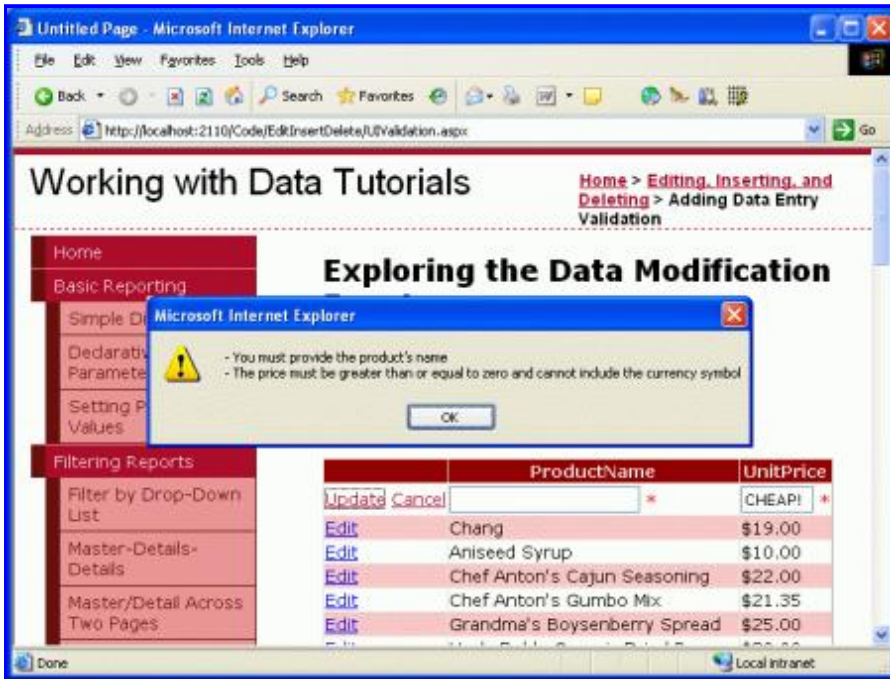 Untitled Page - Microsoft Internet Explorer
File Edit View Favorites Tools Help
Back Search Favorites
Address http://localhost:2110/Code/EditInsertDelete/UIValidation.aspx Go
Working with Data Tutorials
Home > Editing, Inserting, and
Deleting > Adding Data Entry
Validation
Home
Basic Reporting
Simple
Declarativ
Paramete
Setting P
Values
Filtering Reports
Filter by Drop-Down
List
Master-Details-
Details
Master/Detail Across
Two Pages
Exploring the Data Modification
Microsoft Internet Explorer
- You must provide the product's name
- The price must be greater than or equal to zero and cannot include the currency symbol
OK
ProductName UnitPrice
Update Cancel * CHEAP! *
Edit Chang $19.00
Edit Aniseed Syrup $10.00
Edit Chef Anton's Cajun Seasoning $22.00
Edit Chef Anton's Gumbo Mix $21.35
Edit Grandma's Boysenberry Spread $25.00
Done Local intranet